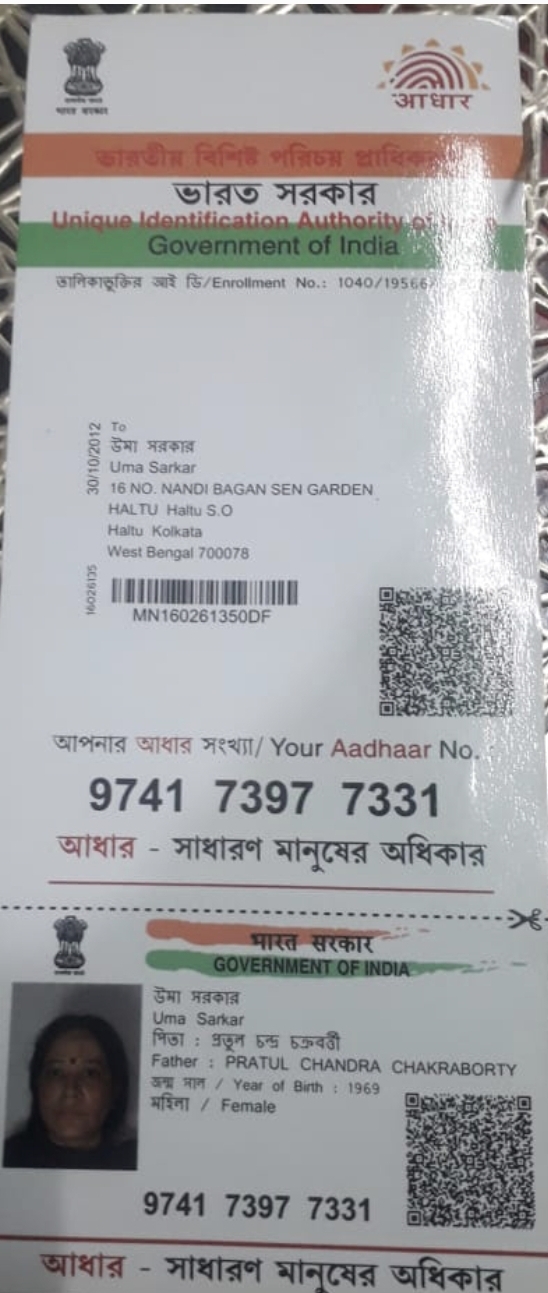 भारत सरकार
আধার
ভারতীয় বিশিষ্ট পরিচয়
ভারত সরকার
Unique Identification Authority of
Government of India
তালিকাভুক্তির আই ডি/Enrollment No.: 1040/19566/
30/10/2012
To
উমা সরকার
Uma Sarkar
16 NO. NANDI BAGAN SEN GARDEN
HALTU Haltu S.O
Haltu Kolkata
West Bengal 700078
16026135
MN160261350DF
আপনার আধার সংখ্যা/ Your Aadhaar No. :
9741 7397 7331
আধার - সাধারণ মানুষের অধিকার
भारत सरकार
GOVERNMENT OF INDIA
উমা সরকার
Uma Sarkar
পিতা : প্রতুল চন্দ্র চক্রবর্তী
Father : PRATUL CHANDRA CHAKRABORTY
জন্ম সাল / Year of Birth : 1969
মহিলা / Female
9741 7397 7331
আধার - সাধারণ মানুষের অধিকার